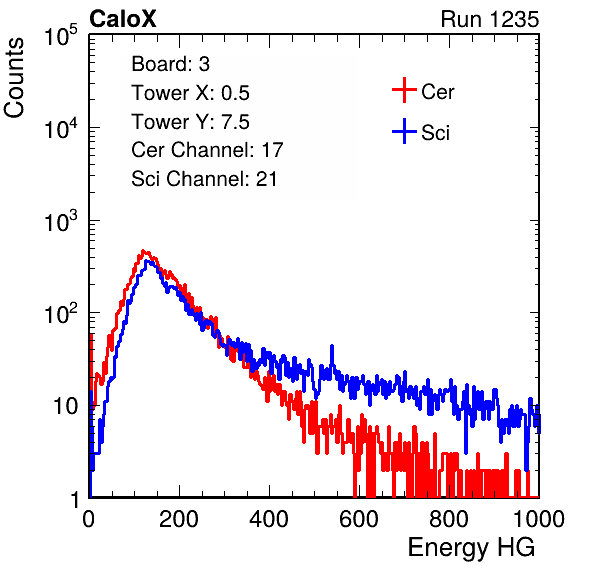 CaloX Run 1235
Counts
Board: 3
Tower X: 0.5
Tower Y: 7.5
Cer Channel: 17
Sci Channel: 21
Cer
Sci
10^5
10^4
10^3
10^2
10
1
0 200 400 600 800 1000
Energy HG